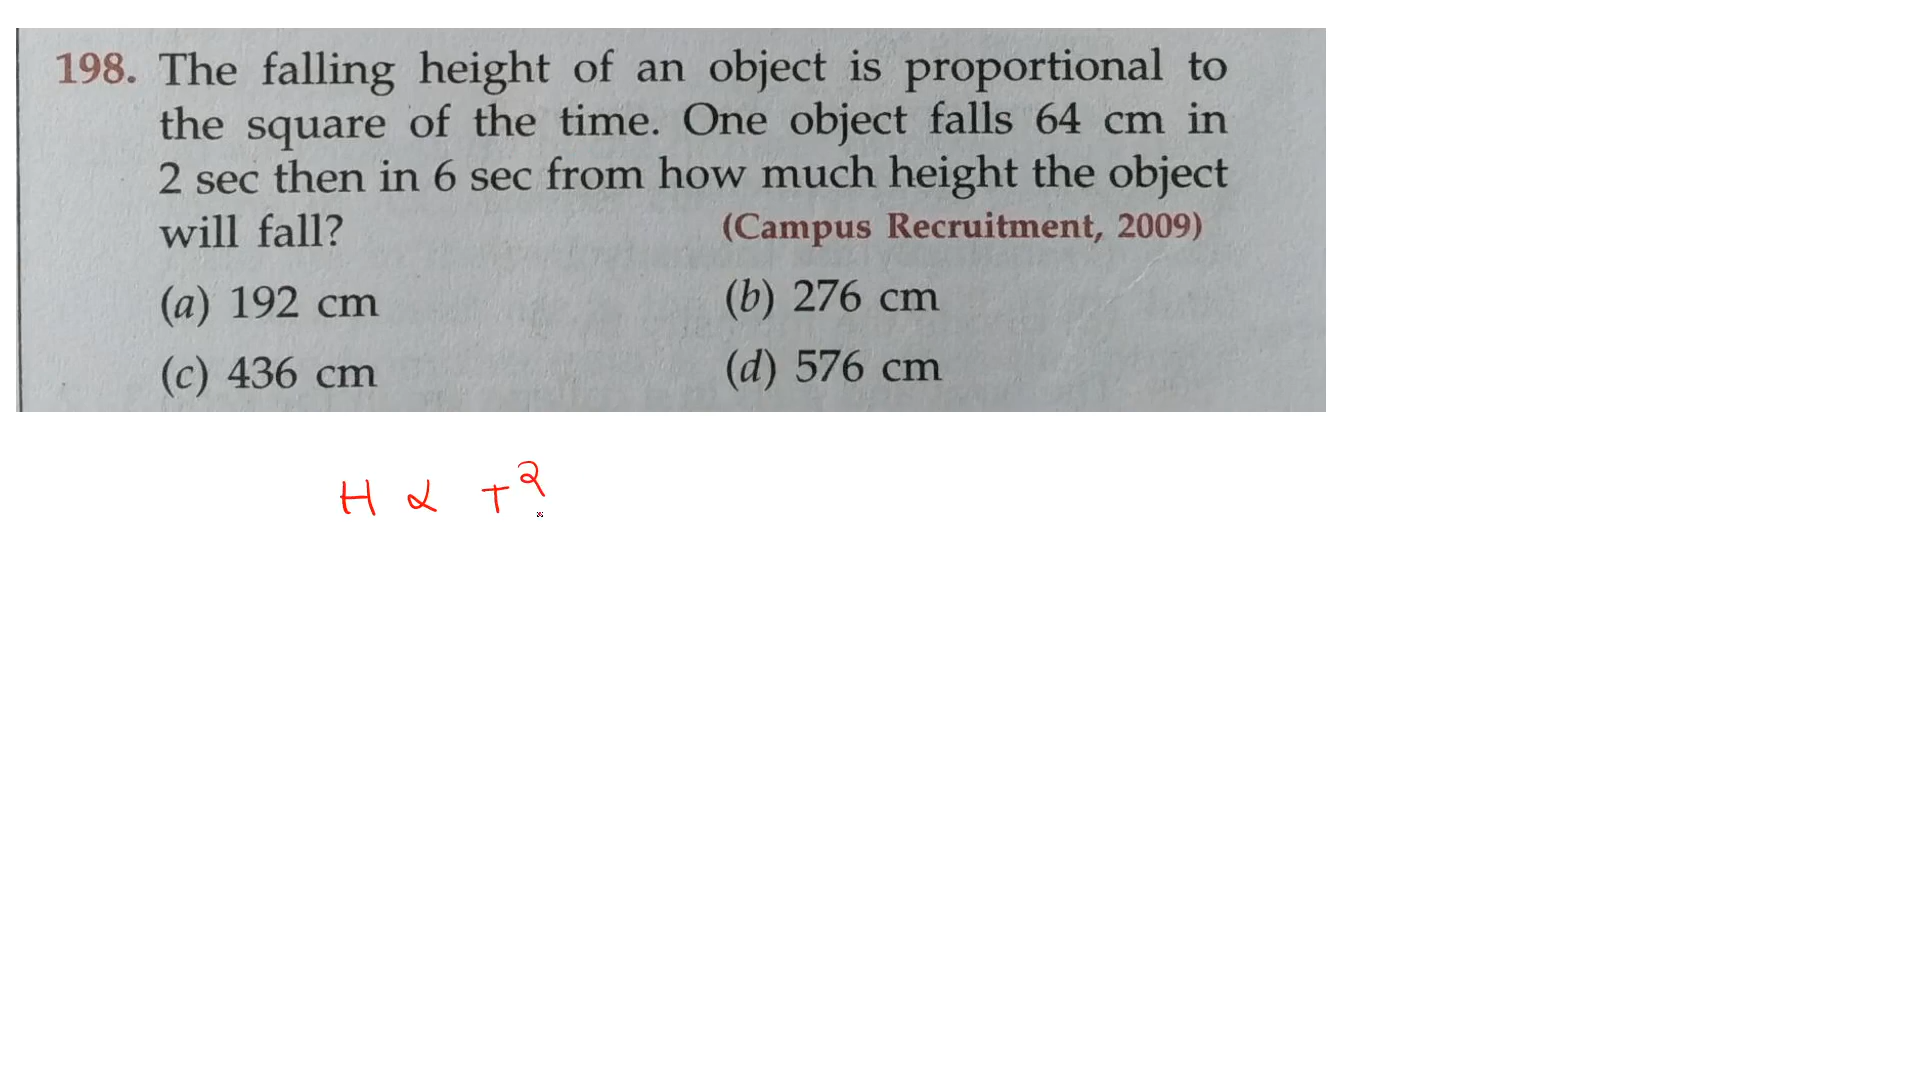 198. The falling height of an object is proportional to
the square of the time. One object falls 64 cm in
2 sec then in 6 sec from how much height the object
will fall? (Campus Recruitment, 2009)
(a) 192 cm (b) 276 cm
(c) 436 cm (d) 576 cm
H α T²